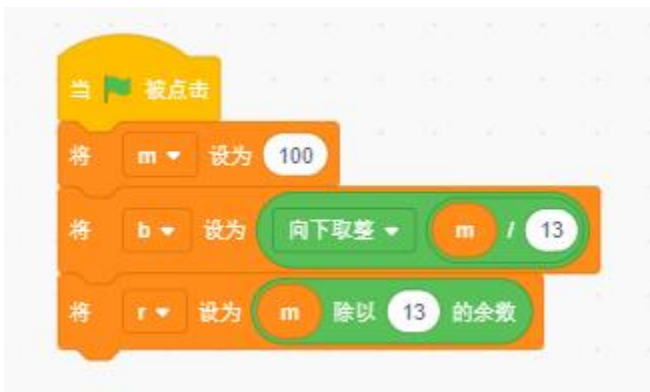 当 被点击
将 m 设为 100
将 b 设为 向下取整 m / 13
将 r 设为 m 除以 13 的余数